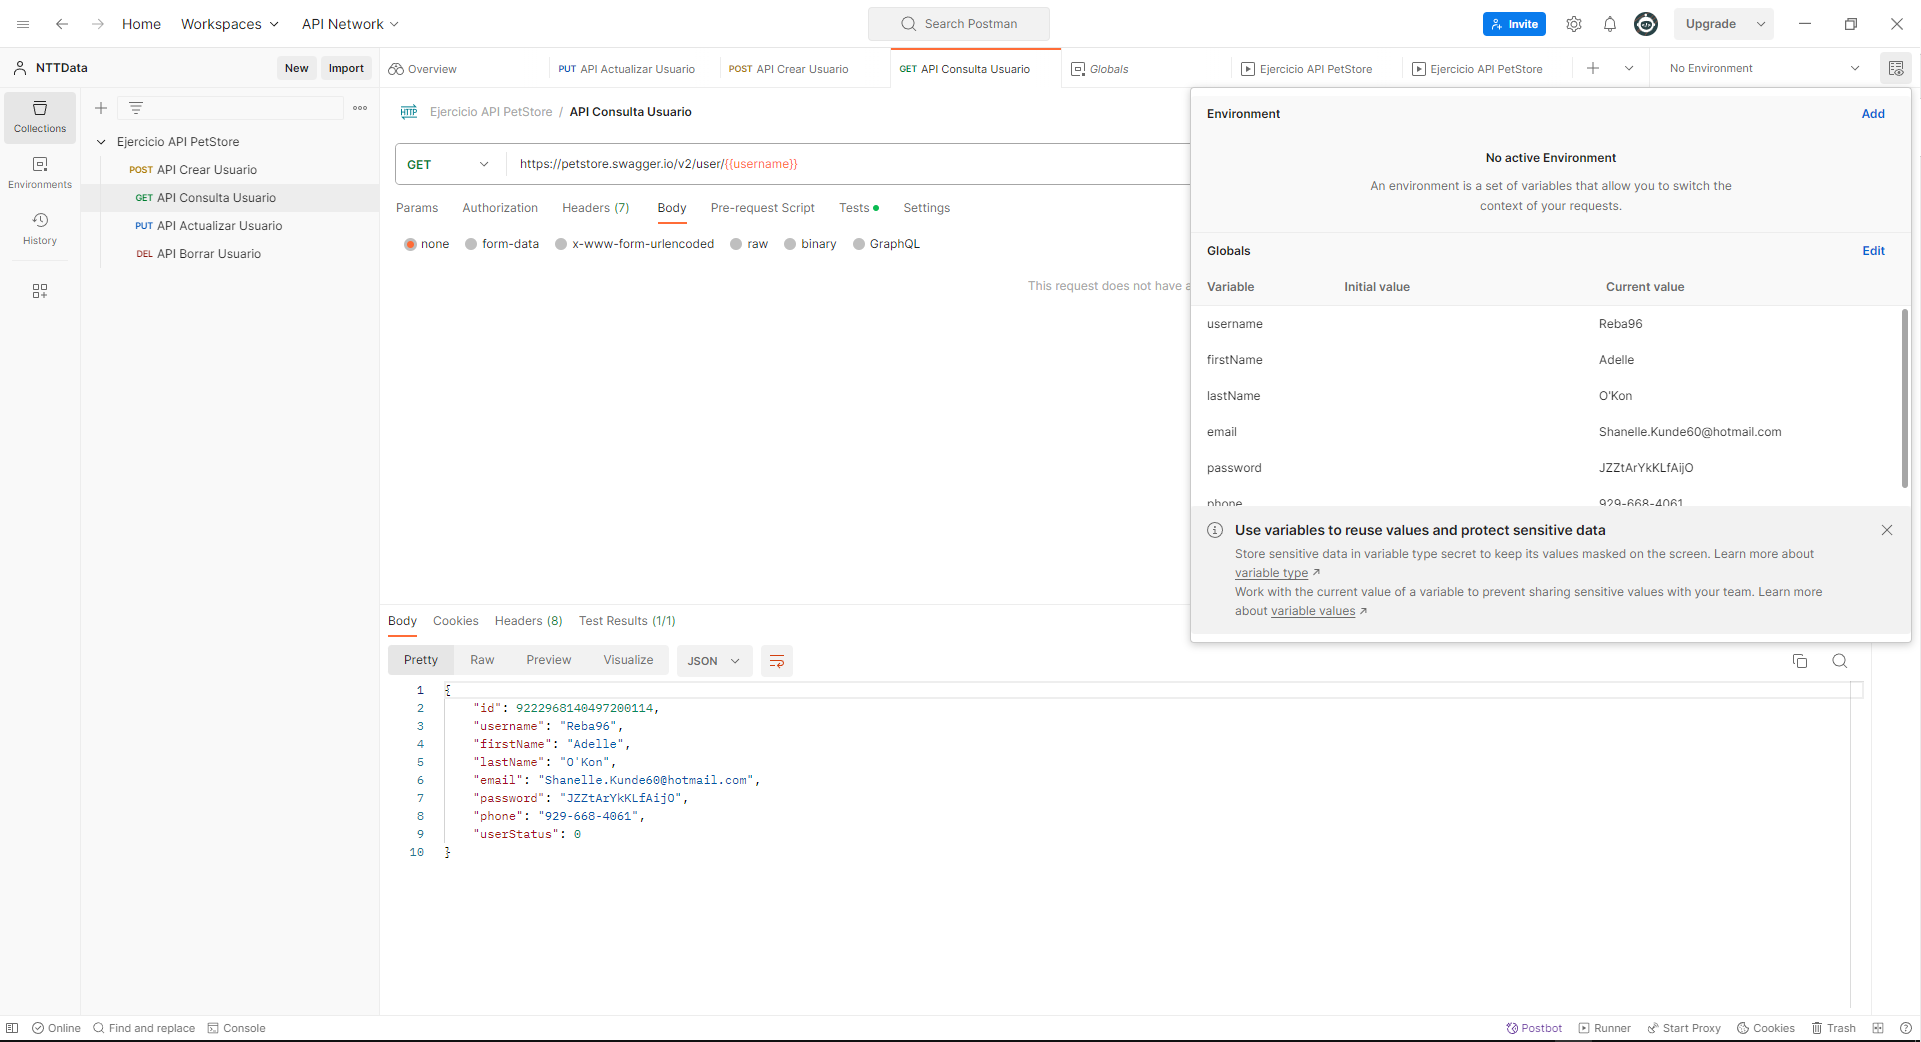 Home Workspaces API Network Search Postman Invite Upgrade
NTTData New Import
Overview PUT API Actualizar Usuario POST API Crear Usuario GET API Consulta Usuario Globals Ejercicio API PetStore Ejercicio API PetStore No Environment
Collections
Environments
History
Ejercicio API PetStore
POST API Crear Usuario
GET API Consulta Usuario
PUT API Actualizar Usuario
DEL API Borrar Usuario
HTTP Ejercicio API PetStore / API Consulta Usuario
GET https://petstore.swagger.io/v2/user/{{username}}
Params Authorization Headers (7) Body Pre-request Script Tests Settings
none form-data x-www-form-urlencoded raw binary GraphQL
This request does not have a
Environment Add
No active Environment
An environment is a set of variables that allow you to switch the
context of your requests.
Globals Edit
Variable Initial value Current value
username Reba96
firstName Adelle
lastName O'Kon
email Shanelle.Kunde60@hotmail.com
password JZZtArYkKLfAijO
phone 929-668-4061
Use variables to reuse values and protect sensitive data
Store sensitive data in variable type secret to keep its values masked on the screen. Learn more about
variable type ↗
Work with the current value of a variable to prevent sharing sensitive values with your team. Learn more
about variable values ↗
Body Cookies Headers (8) Test Results (1/1)
Pretty Raw Preview Visualize JSON
1 {
2 "id": 9222968140497200114,
3 "username": "Reba96",
4 "firstName": "Adelle",
5 "lastName": "O'Kon",
6 "email": "Shanelle.Kunde60@hotmail.com",
7 "password": "JZZtArYkKLfAijO",
8 "phone": "929-668-4061",
9 "userStatus": 0
10 }
Online Find and replace Console Postbot Runner Start Proxy Cookies Trash